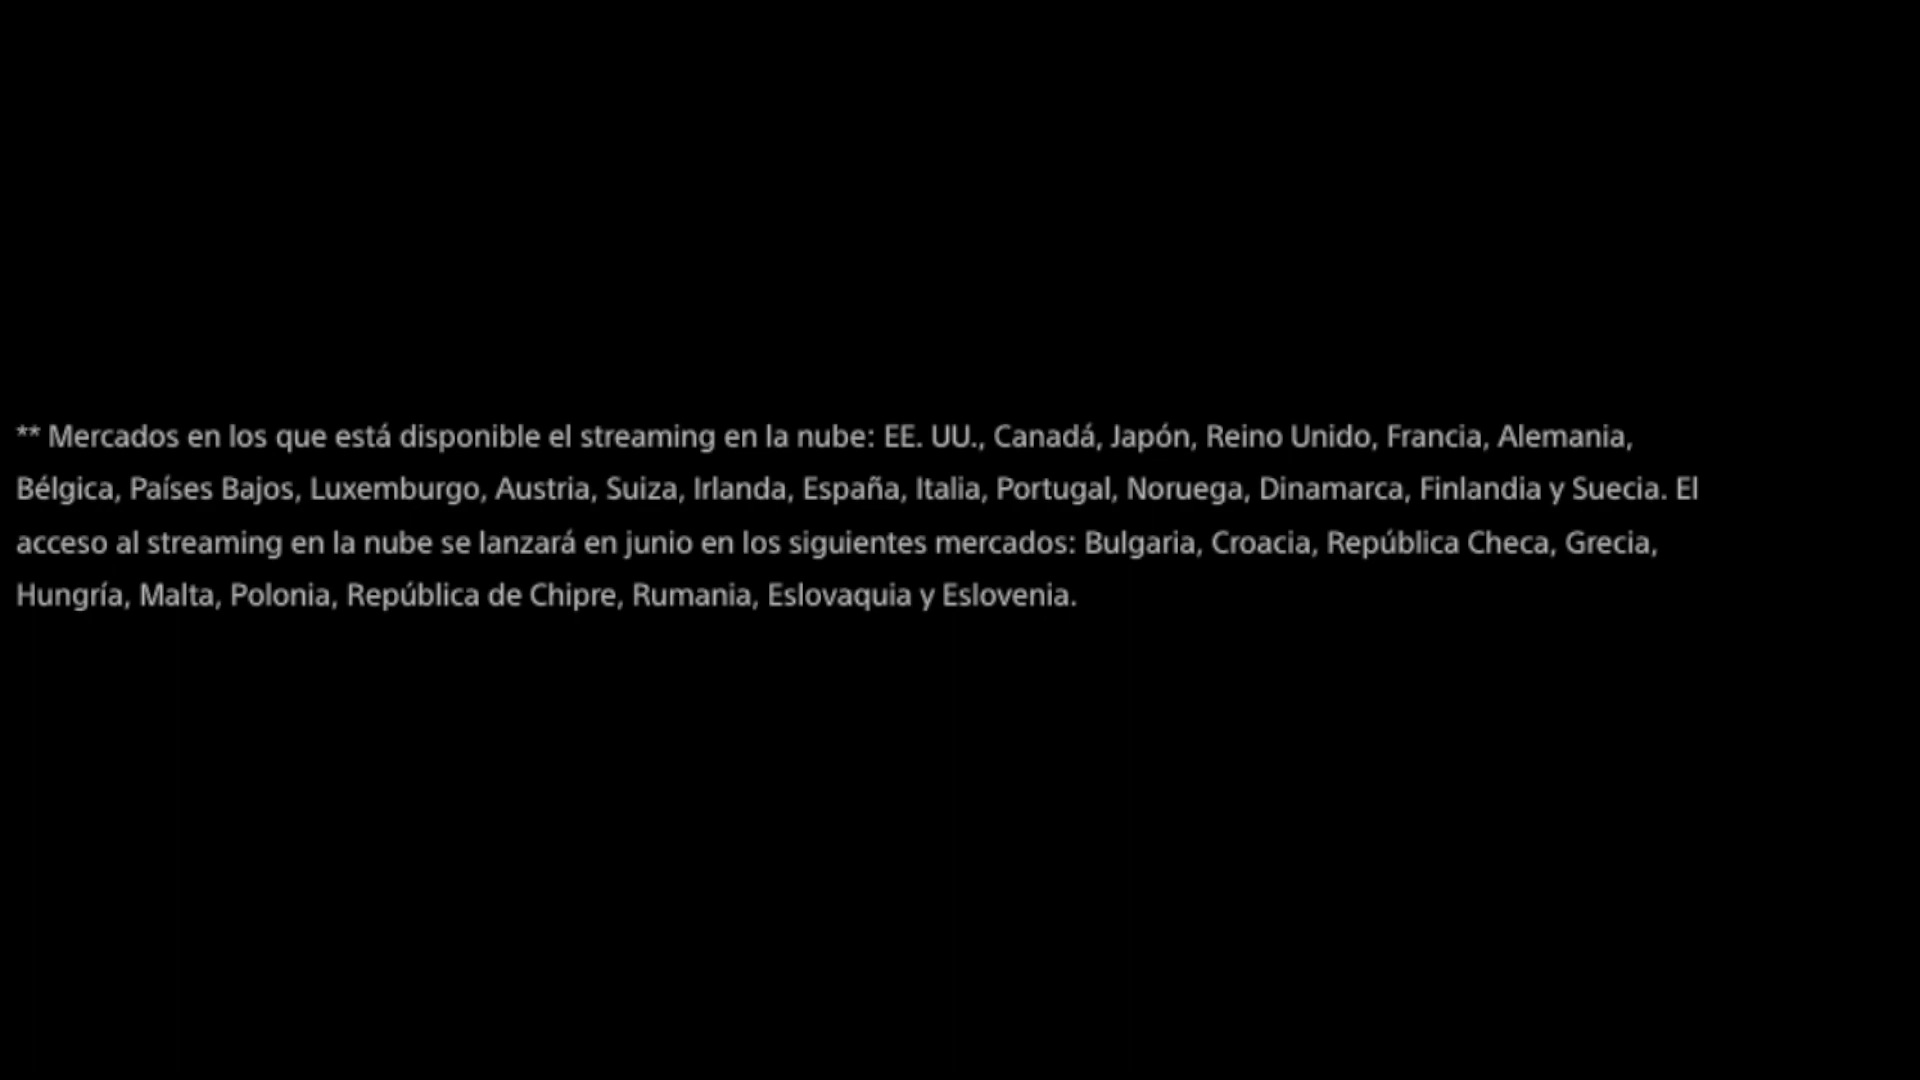 ** Mercados en los que está disponible el streaming en la nube: EE. UU., Canadá, Japón, Reino Unido, Francia, Alemania,
Bélgica, Países Bajos, Luxemburgo, Austria, Suiza, Irlanda, España, Italia, Portugal, Noruega, Dinamarca, Finlandia y Suecia. El
acceso al streaming en la nube se lanzará en junio en los siguientes mercados: Bulgaria, Croacia, República Checa, Grecia,
Hungría, Malta, Polonia, República de Chipre, Rumania, Eslovaquia y Eslovenia.